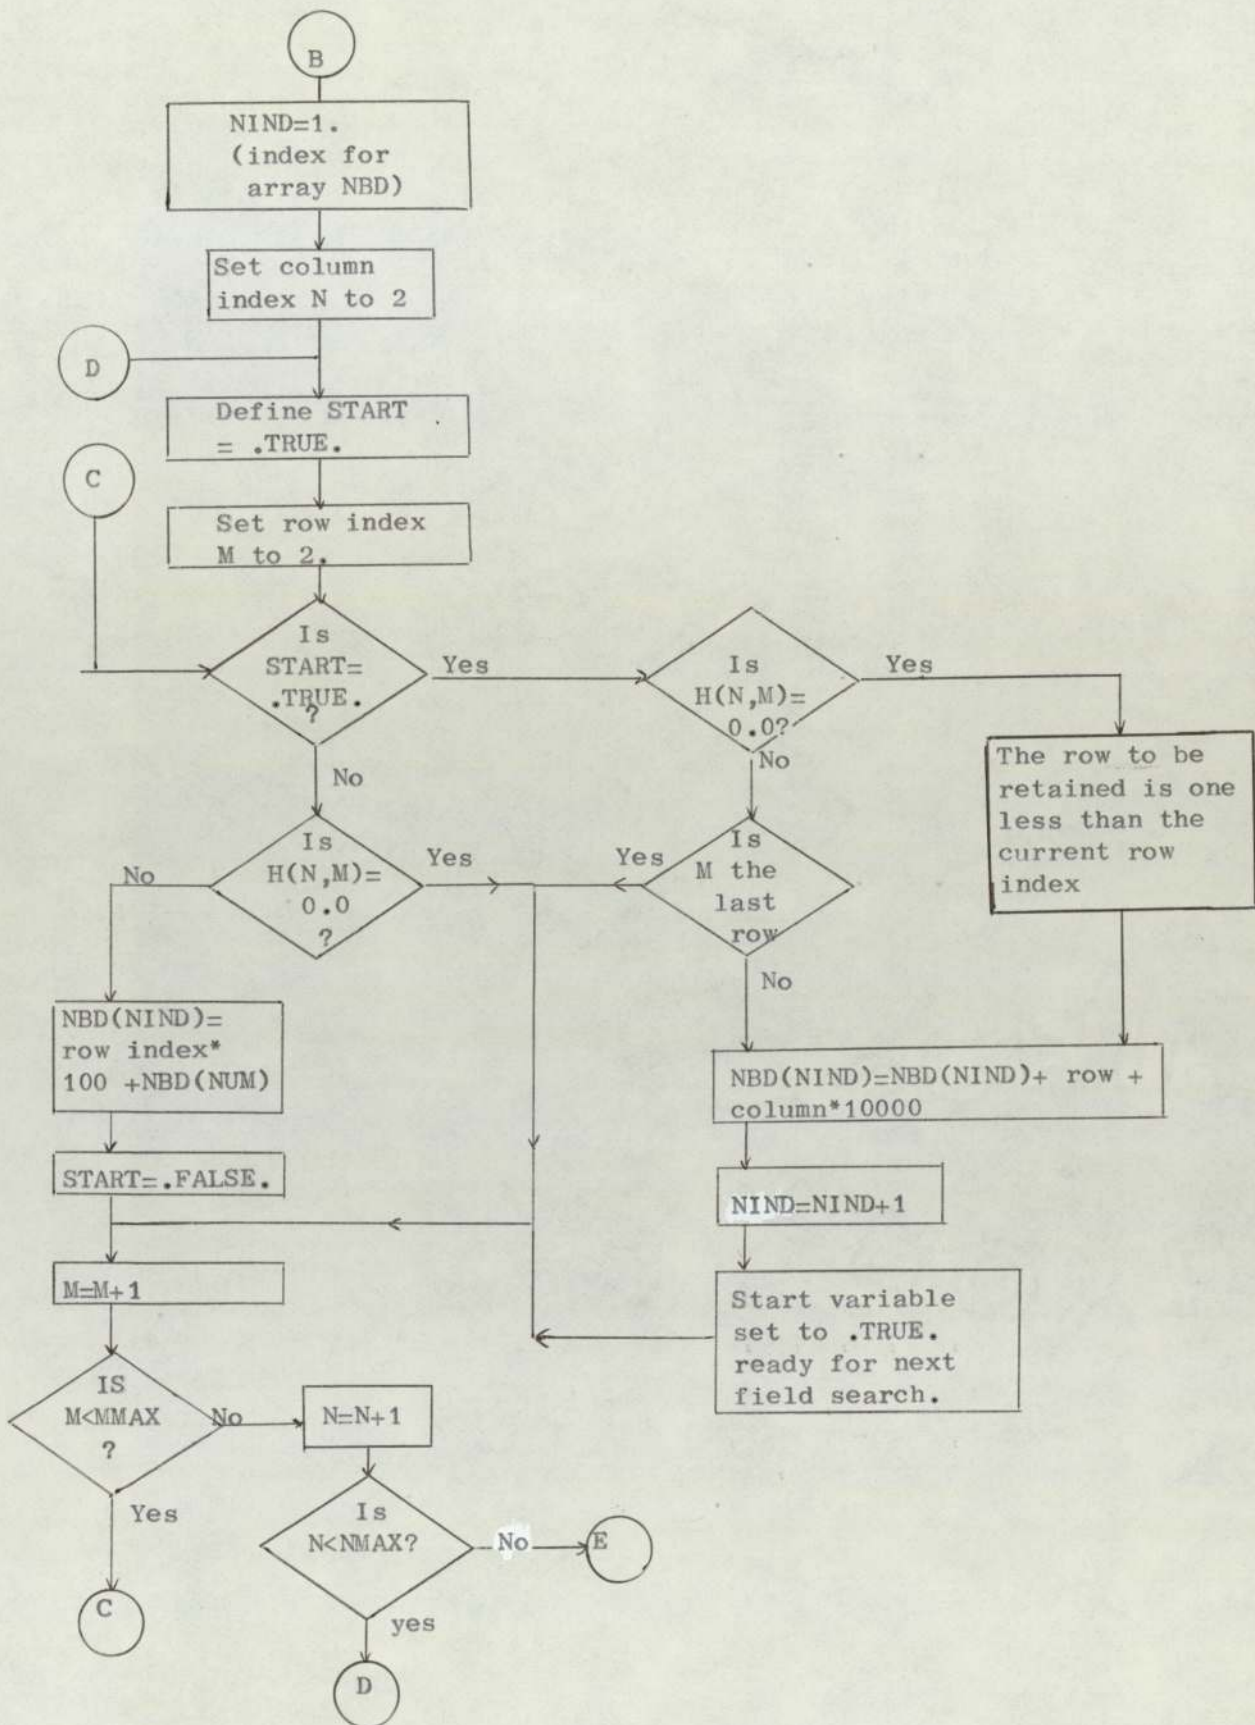 B
NIND=1.
(index for
array NBD)
Set column
index N to 2
D
Define START
= .TRUE.
C
Set row index
M to 2.
Is
START=
.TRUE.
?
Yes
No
Is
H(N,M)=
0.0?
Yes
No
The row to be
retained is one
less than the
current row
index
Is
H(N,M)=
0.0
?
No
Yes
Is
M the
last
row
Yes
No
NBD(NIND)=
row index*
100 +NBD(NUM)
NBD(NIND)=NBD(NIND)+ row +
column*10000
START=.FALSE.
NIND=NIND+1
M=M+1
Start variable
set to .TRUE.
ready for next
field search.
IS
M<MMAX
?
No
Yes
N=N+1
Is
N<NMAX?
No
E
yes
C
D